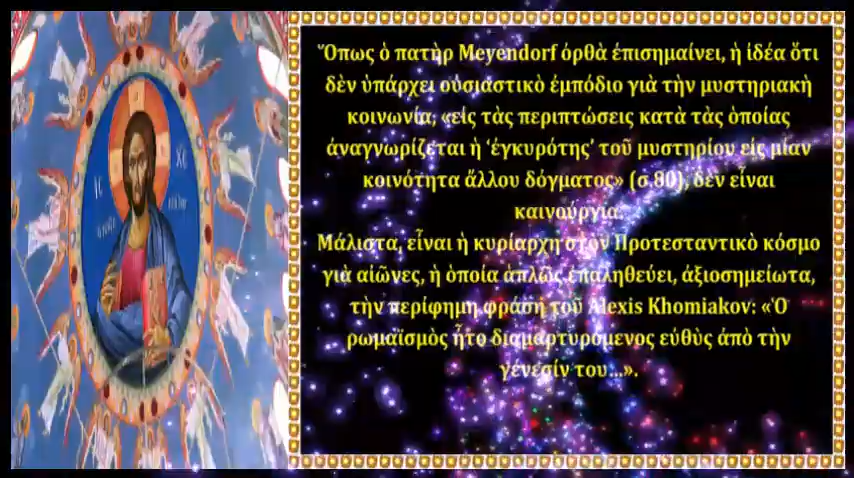 Ὅπως ὁ πατὴρ Meyendorf ὀρθὰ ἐπισημαίνει, ἡ ἰδέα ὅτι
δὲν ὑπάρχει οὐσιαστικὸ ἐμπόδιο γιὰ τὴν μυστηριακὴ
κοινωνία, «εἰς τὰς περιπτώσεις κατὰ τὰς ὁποίας
ἀναγνωρίζεται ἡ ‘ἐγκυρότης’ τοῦ μυστηρίου εἰς μίαν
κοινότητα ἄλλου δόγματος» (σ.80), δὲν εἶναι
καινούργια.
Μάλιστα, εἶναι ἡ κυρίαρχη στὸν Προτεσταντικὸ κόσμο
γιὰ αἰῶνες, ἡ ὁποία ἁπλῶς ἐπαληθεύει, ἀξιοσημείωτα,
τὴν περίφημη φράση τοῦ Alexis Khomiakov: «Ὁ
ρωμαϊσμὸς ἦτο διαμαρτυρόμενος εὐθὺς ἀπὸ τὴν
γένεσίν του...».
IC XC